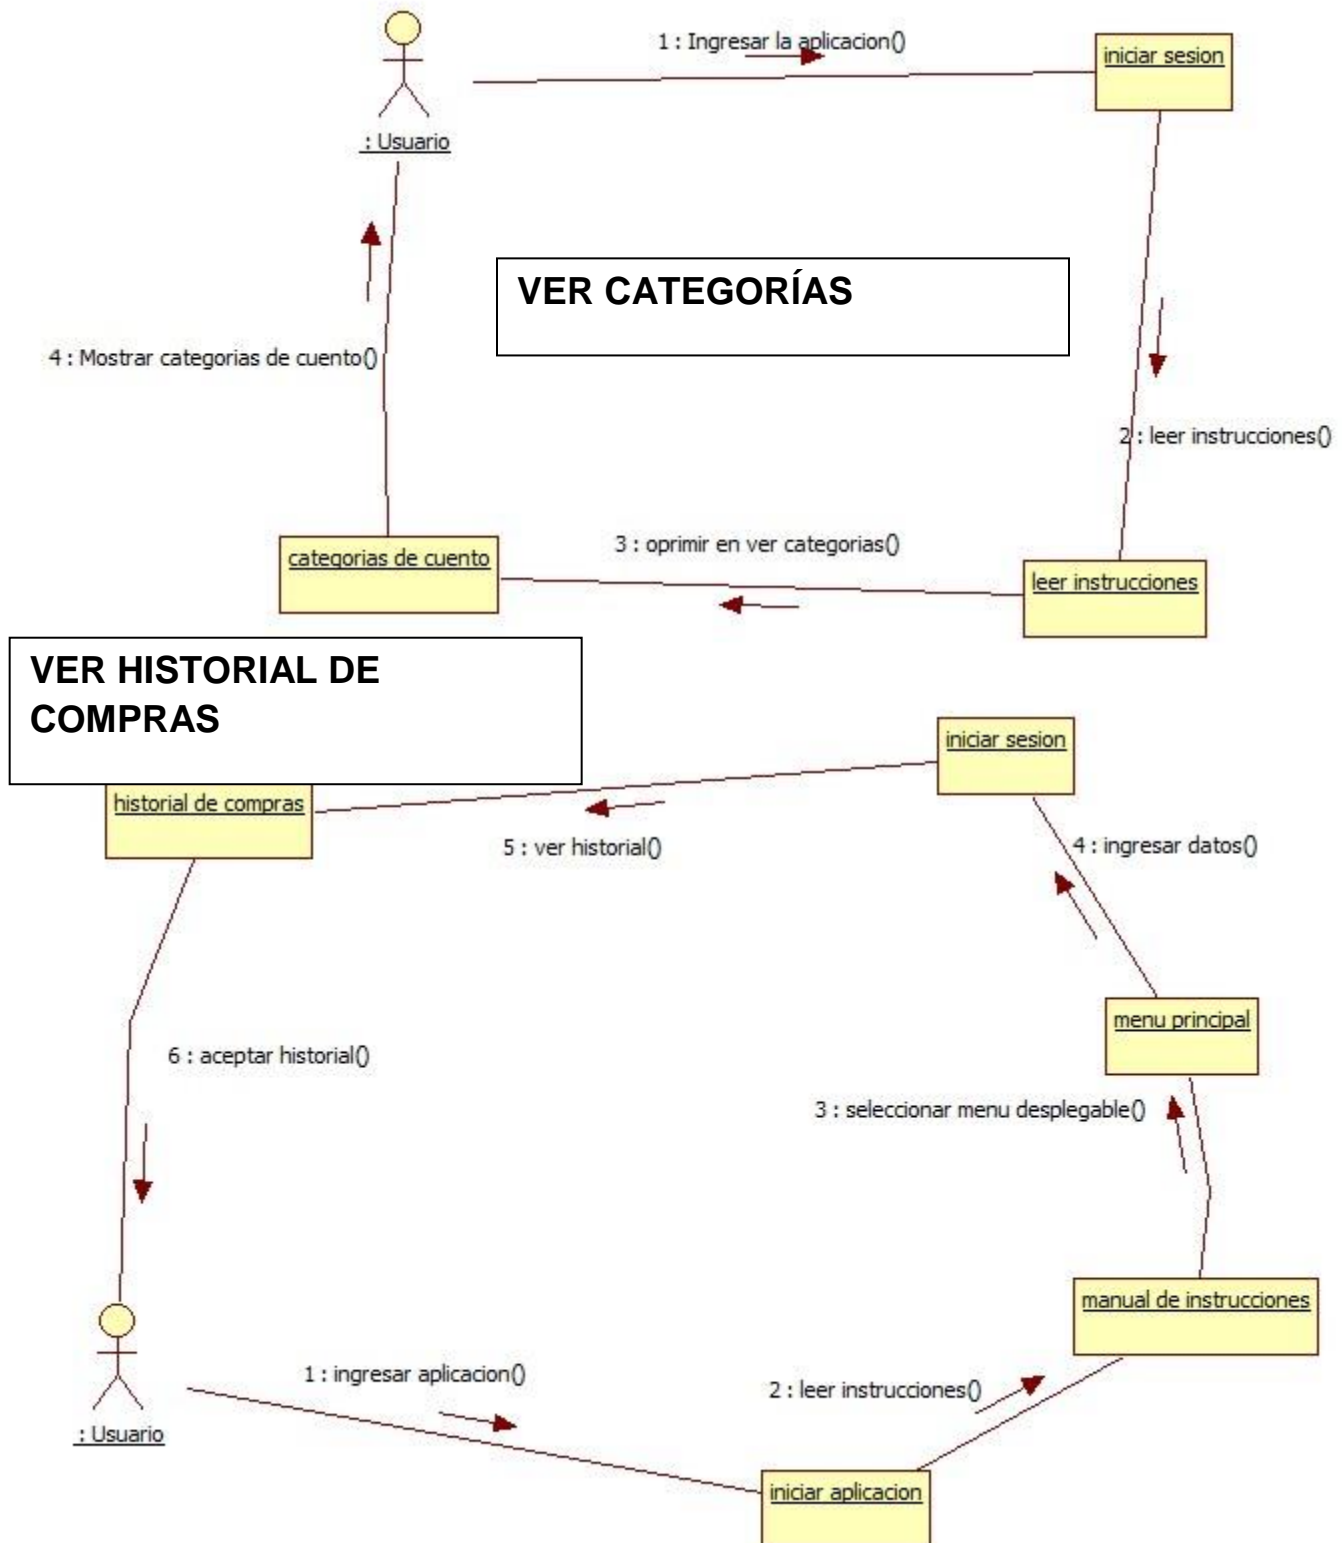 1 : Ingresar la aplicacion()
iniciar sesion
: Usuario
VER CATEGORÍAS
4 : Mostrar categorias de cuento()
2 : leer instrucciones()
3 : oprimir en ver categorias()
categorias de cuento
leer instrucciones
VER HISTORIAL DE
COMPRAS
iniciar sesion
historial de compras
5 : ver historial()
4 : ingresar datos()
menu principal
6 : aceptar historial()
3 : seleccionar menu desplegable()
manual de instrucciones
1 : ingresar aplicacion()
2 : leer instrucciones()
: Usuario
iniciar aplicacion